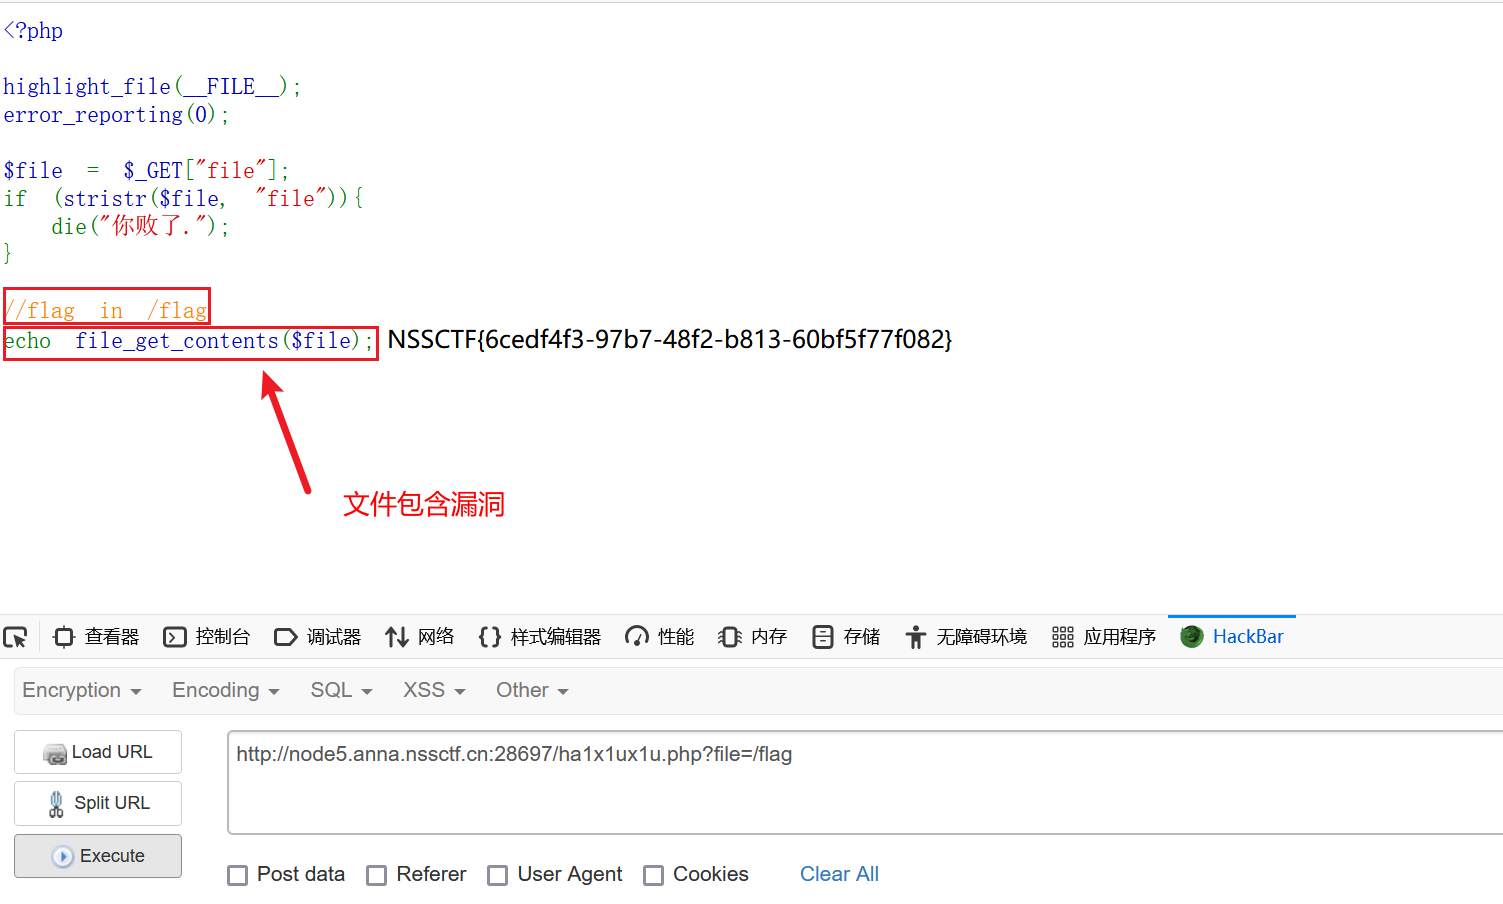 <?php
highlight_file(__FILE__);
error_reporting(0);
$file = $_GET["file"];
if (stristr($file, "file")){
die("你败了.");
}
//flag in /flag
echo file_get_contents($file); NSSCTF{6cedf4f3-97b7-48f2-b813-60bf5f77f082}
文件包含漏洞
查看器 控制台 调试器 网络 样式编辑器 性能 内存 存储 无障碍环境 应用程序 HackBar
Encryption Encoding SQL XSS Other
Load URL http://node5.anna.nssctf.cn:28697/ha1x1ux1u.php?file=/flag
Split URL
Execute
Post data Referer User Agent Cookies Clear All